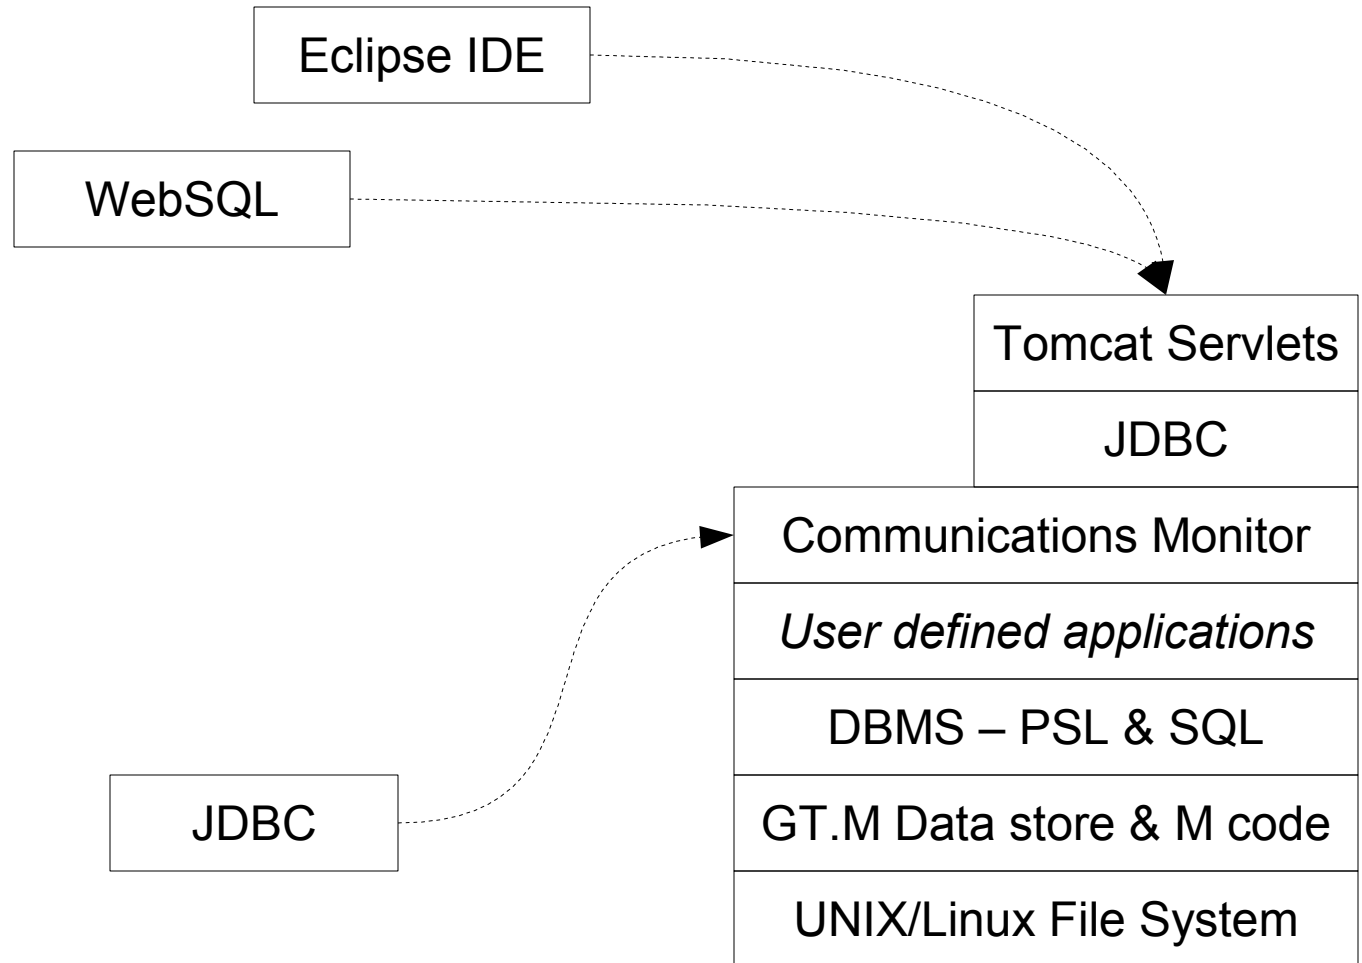 Eclipse IDE
WebSQL
Tomcat Servlets
JDBC
Communications Monitor
User defined applications
DBMS – PSL & SQL
JDBC
GT.M Data store & M code
UNIX/Linux File System